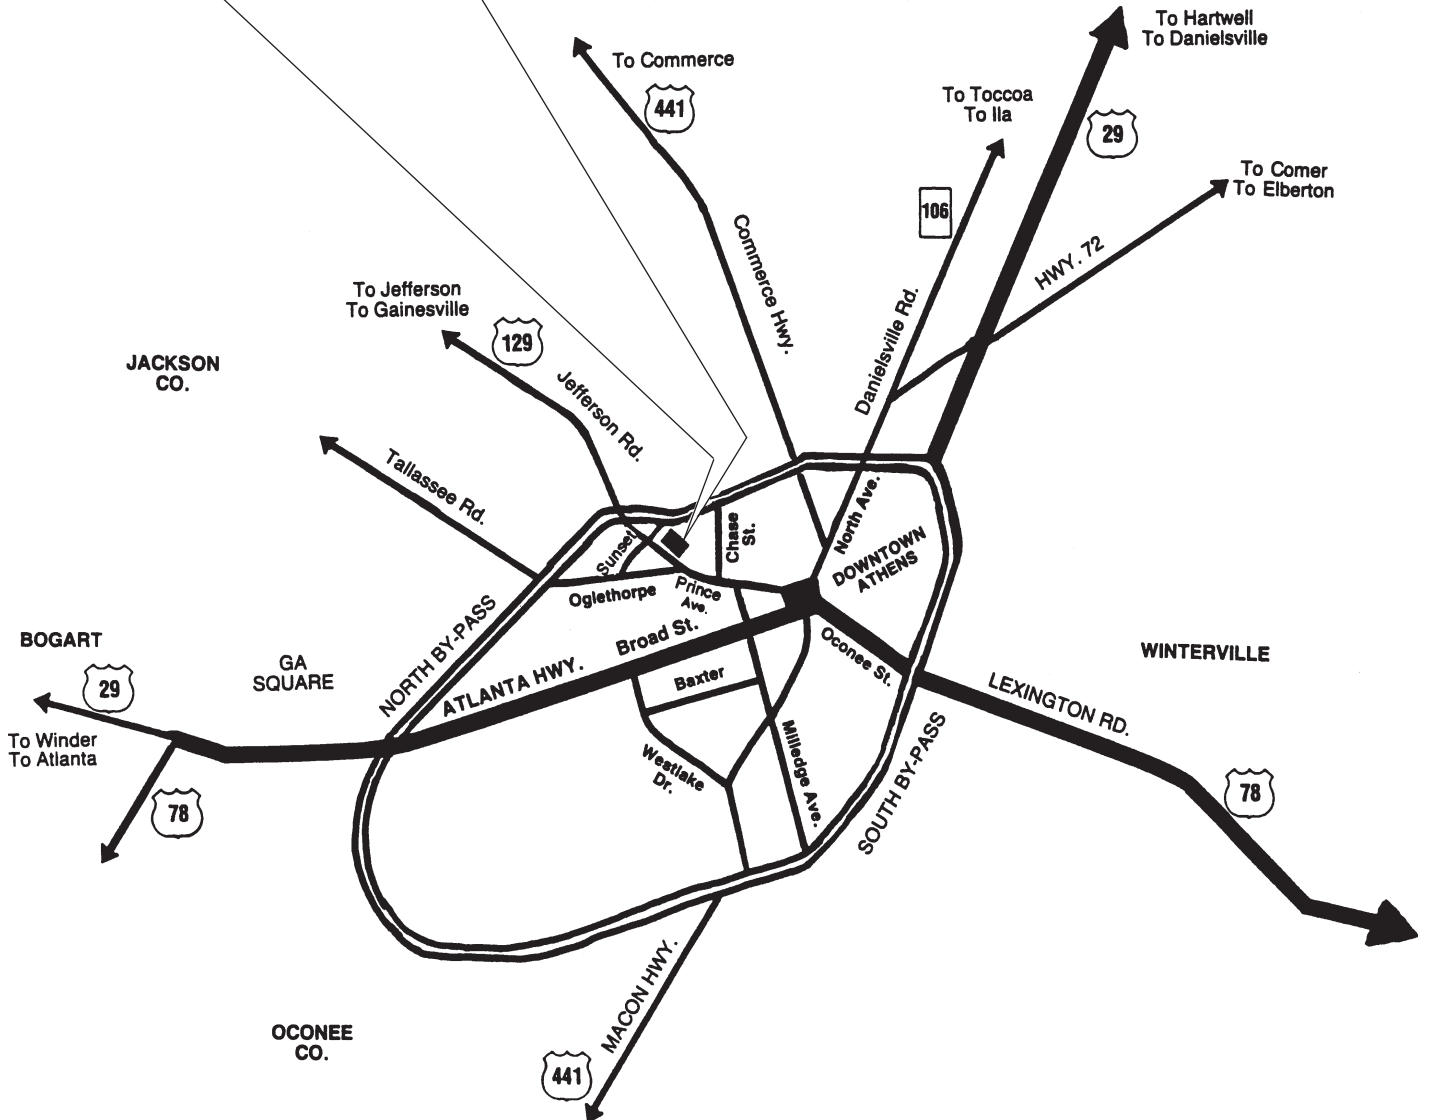 To Hartwell
To Danielsville
To Commerce
441
To Toccoa
To Ila
29
To Comer
To Elberton
106
HWY. 72
Commerce Hwy.
Danielsville Rd.
To Jefferson
To Gainesville
129
JACKSON
CO.
Jefferson Rd.
Tallassee Rd.
North Ave.
Chase
St.
DOWNTOWN
ATHENS
Sunset
Oglethorpe
Prince
Ave.
Broad St.
Oconee St.
NORTH BY-PASS
ATLANTA HWY.
BOGART
GA
SQUARE
29
To Winder
To Atlanta
78
Baxter
Westlake
Dr.
Milledge Ave.
SOUTH BY-PASS
WINTERVILLE
LEXINGTON RD.
78
MACON HWY.
OCONEE
CO.
441